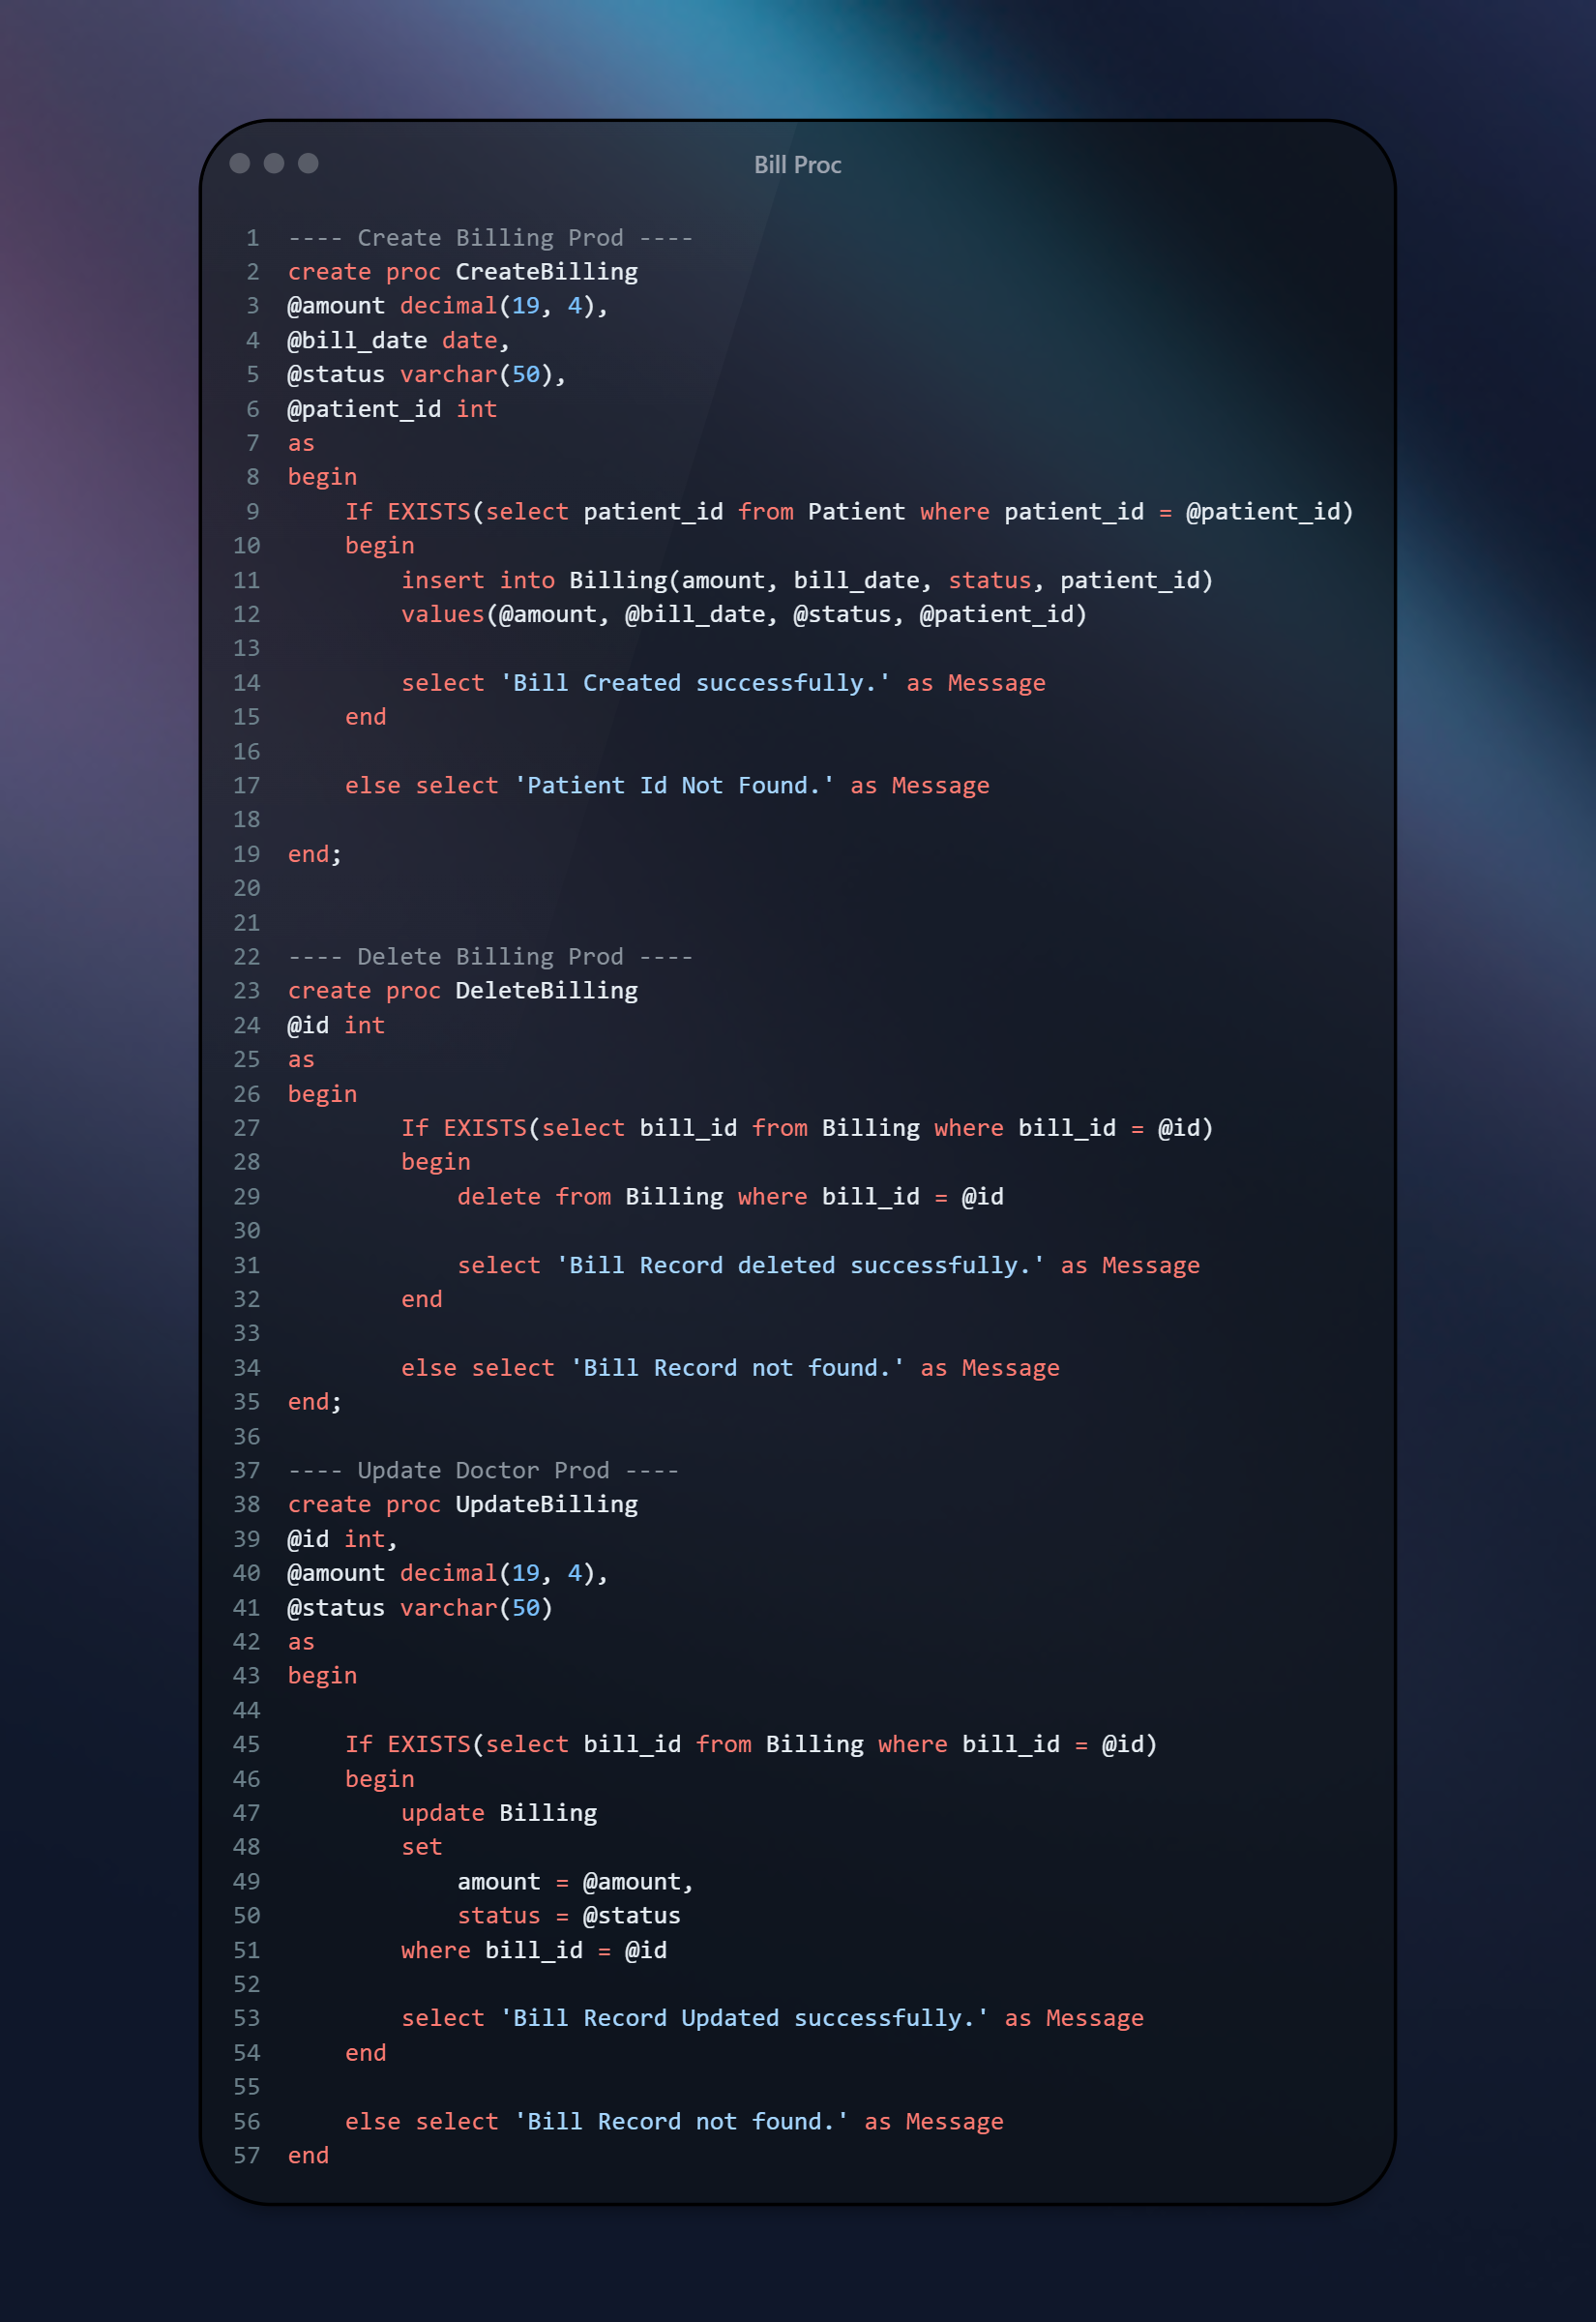 Bill Proc
1 ---- Create Billing Prod ----
2 create proc CreateBilling
3 @amount decimal(19, 4),
4 @bill_date date,
5 @status varchar(50),
6 @patient_id int
7 as
8 begin
9     If EXISTS(select patient_id from Patient where patient_id = @patient_id)
10     begin
11         insert into Billing(amount, bill_date, status, patient_id)
12         values(@amount, @bill_date, @status, @patient_id)
13
14         select 'Bill Created successfully.' as Message
15     end
16
17     else select 'Patient Id Not Found.' as Message
18
19 end;
20
21
22 ---- Delete Billing Prod ----
23 create proc DeleteBilling
24 @id int
25 as
26 begin
27         If EXISTS(select bill_id from Billing where bill_id = @id)
28         begin
29             delete from Billing where bill_id = @id
30
31             select 'Bill Record deleted successfully.' as Message
32         end
33
34         else select 'Bill Record not found.' as Message
35 end;
36
37 ---- Update Doctor Prod ----
38 create proc UpdateBilling
39 @id int,
40 @amount decimal(19, 4),
41 @status varchar(50)
42 as
43 begin
44
45     If EXISTS(select bill_id from Billing where bill_id = @id)
46     begin
47         update Billing
48         set
49             amount = @amount,
50             status = @status
51         where bill_id = @id
52
53         select 'Bill Record Updated successfully.' as Message
54     end
55
56     else select 'Bill Record not found.' as Message
57 end